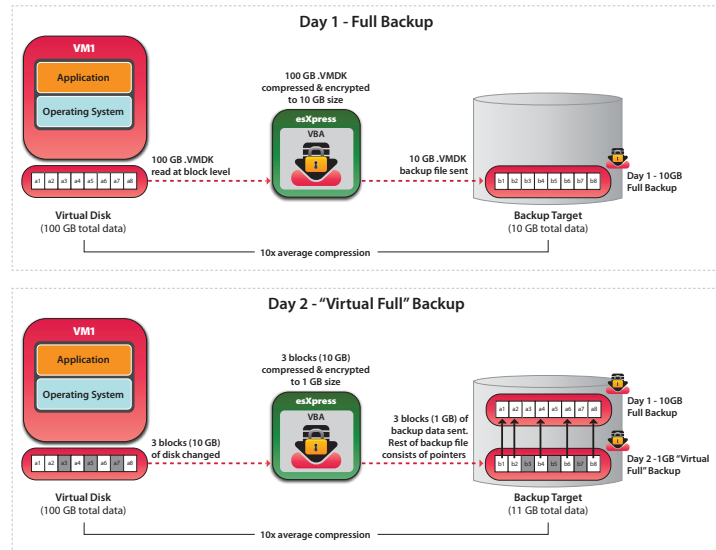 Day 1 - Full Backup
VM1
Application
Operating System
100 GB .VMDK
read at block level
a1 a2 a3 a4 a5 a6 a7 a8
Virtual Disk
(100 GB total data)
100 GB .VMDK
compressed & encrypted
to 10 GB size
esXpress
VBA
10 GB .VMDK
backup file sent
b1 b2 b3 b4 b5 b6 b7 b8
Day 1 - 10GB
Full Backup
Backup Target
(10 GB total data)
10x average compression
Day 2 - “Virtual Full” Backup
VM1
Application
Operating System
3 blocks (10 GB)
of disk changed
a1 a2 a3 a4 a5 a6 a7 a8
Virtual Disk
(100 GB total data)
3 blocks (10 GB)
compressed & encrypted
to 1 GB size
esXpress
VBA
3 blocks (1 GB) of
backup data sent.
Rest of backup file
consists of pointers
a1 a2 a3 a4 a5 a6 a7 a8
Day 1 - 10GB
Full Backup
b1 b2 b3 b4 b5 b6 b7 b8
Day 2 -1GB “Virtual
Full” Backup
Backup Target
(11 GB total data)
10x average compression